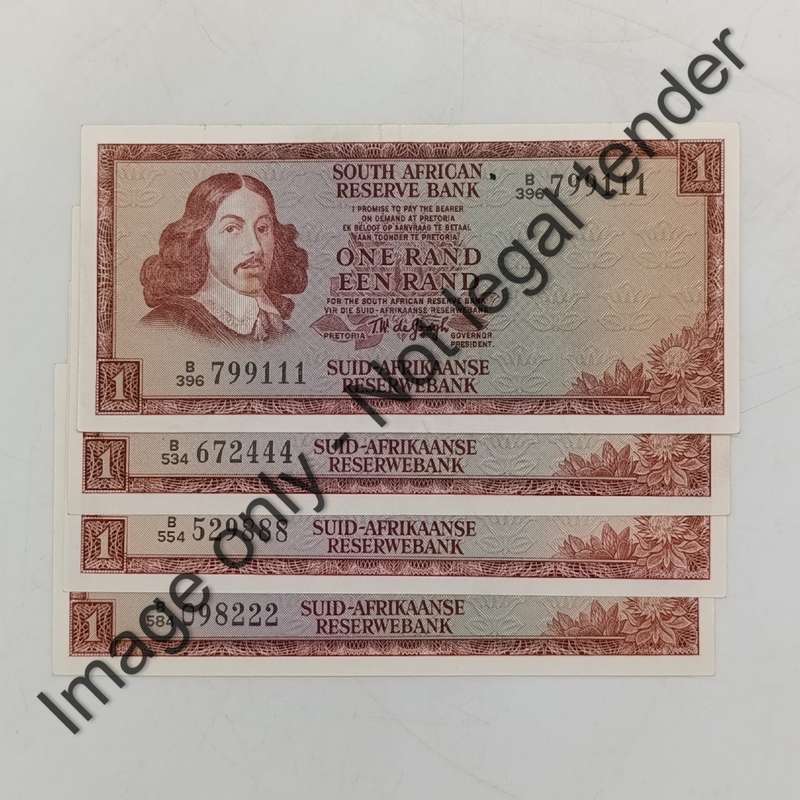 1
SOUTH AFRICAN
RESERVE BANK
B
396 799111
I PROMISE TO PAY THE BEARER
ON DEMAND AT PRETORIA
EK BELOOF OP AANVRAAG TE BETAAL
AAN TOONDER TE PRETORIA
ONE RAND
EEN RAND
FOR THE SOUTH AFRICAN RESERVE BANK
VIR DIE SUID-AFRIKAANSE RESERWEBANK
PRETORIA
GOVERNOR
PRESIDENT.
1
B
396 799111
SUID-AFRIKAANSE
RESERWEBANK
1
B
534 672444
SUID-AFRIKAANSE
RESERWEBANK
1
B
554 529888
SUID-AFRIKAANSE
RESERWEBANK
1
B
584 098222
SUID-AFRIKAANSE
RESERWEBANK
Image only - Not legal tender